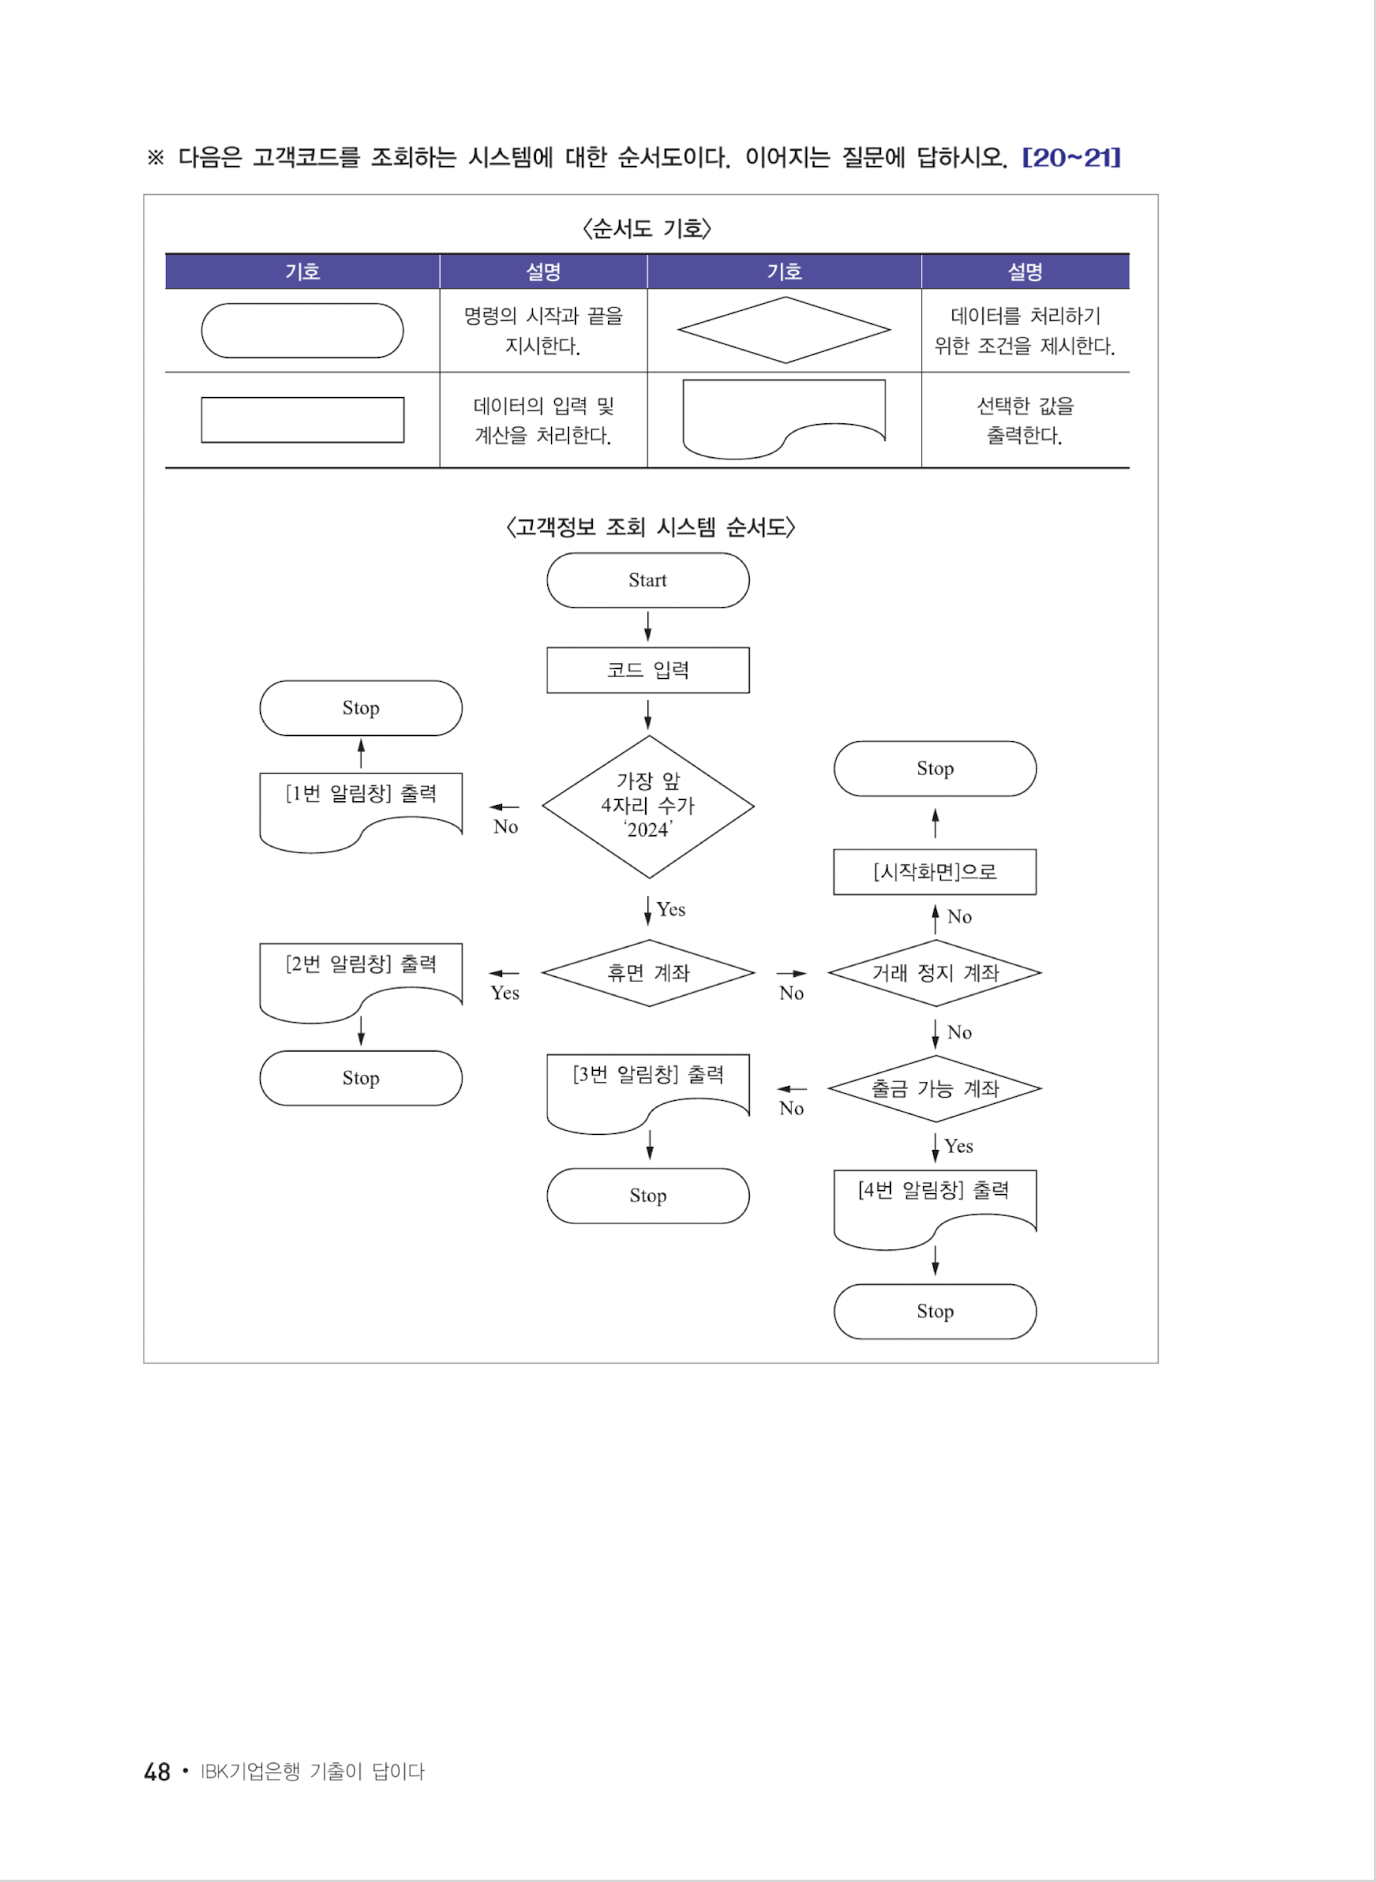 ※ 다음은 고객코드를 조회하는 시스템에 대한 순서도이다. 이어지는 질문에 답하시오. [20~21]
〈순서도 기호〉
기호 설명 기호 설명
명령의 시작과 끝을
지시한다.
데이터를 처리하기
위한 조건을 제시한다.
데이터의 입력 및
계산을 처리한다.
선택한 값을
출력한다.
〈고객정보 조회 시스템 순서도〉
Start
코드 입력
Stop
[1번 알림창] 출력
No
가장 앞
4자리 수가
‘2024’
Stop
[시작화면]으로
Yes
No
[2번 알림창] 출력
Yes
휴면 계좌
No
거래 정지 계좌
Stop
No
[3번 알림창] 출력
No
출금 가능 계좌
Yes
Stop
[4번 알림창] 출력
Stop
48 • IBK기업은행 기출이 답이다